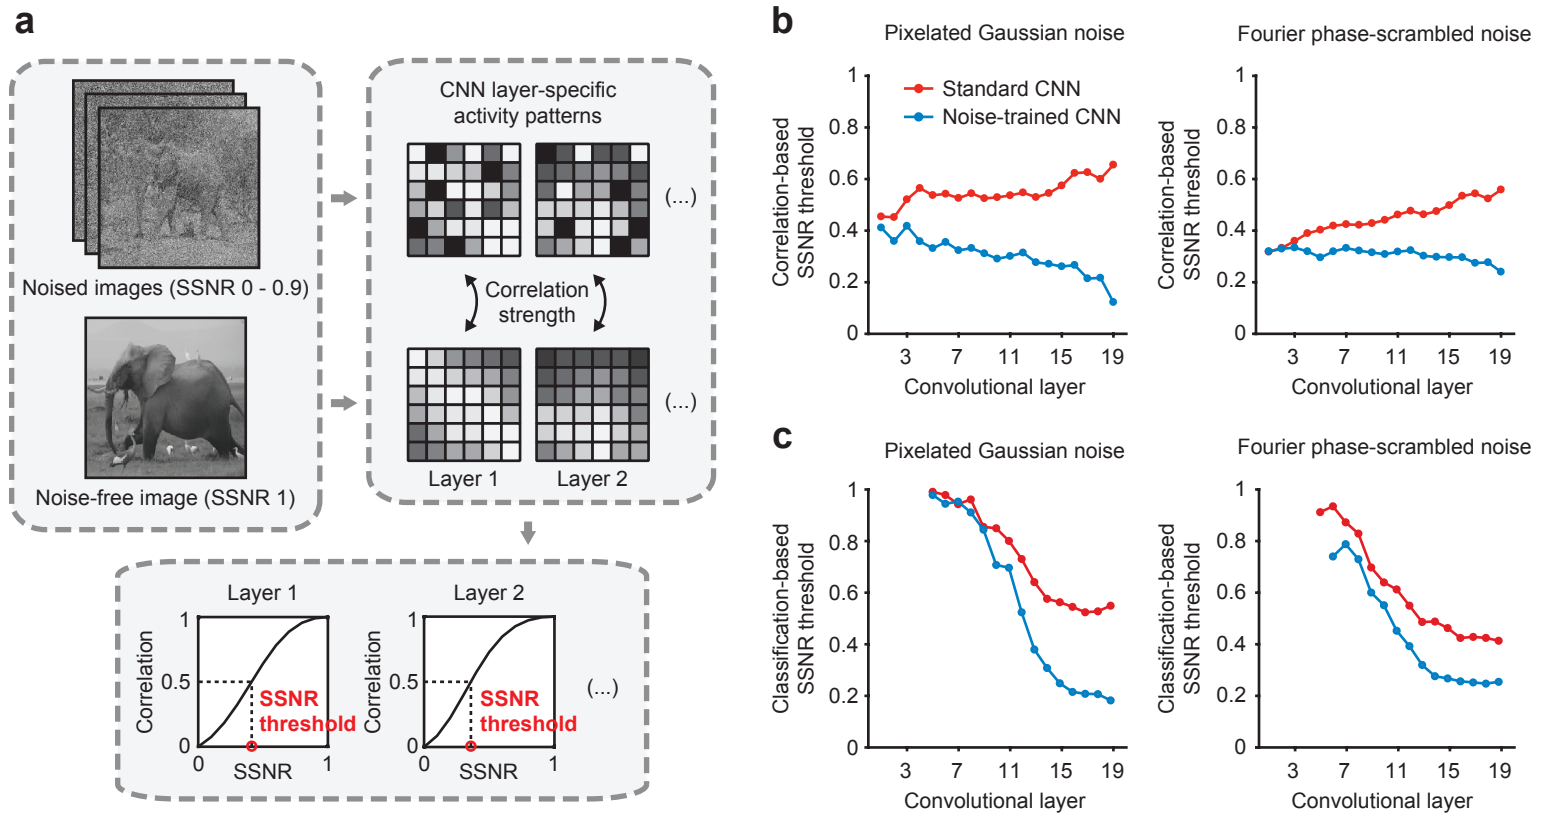 a
Noised images (SSNR 0 - 0.9)
Noise-free image (SSNR 1)
CNN layer-specific
activity patterns
(...)
Correlation
strength
(...)
Layer 1
Layer 2
Layer 1
Correlation
1
0.5
0
SSNR
threshold
0
1
SSNR
Layer 2
Correlation
1
0.5
0
SSNR
threshold
0
1
SSNR
(...)
b
Pixelated Gaussian noise
Correlation-based
SSNR threshold
1
0.8
0.6
0.4
0.2
0
Standard CNN
Noise-trained CNN
3 7 11 15 19
Convolutional layer
Fourier phase-scrambled noise
Correlation-based
SSNR threshold
1
0.8
0.6
0.4
0.2
0
3 7 11 15 19
Convolutional layer
c
Pixelated Gaussian noise
Classification-based
SSNR threshold
1
0.8
0.6
0.4
0.2
0
3 7 11 15 19
Convolutional layer
Fourier phase-scrambled noise
Classification-based
SSNR threshold
1
0.8
0.6
0.4
0.2
0
3 7 11 15 19
Convolutional layer